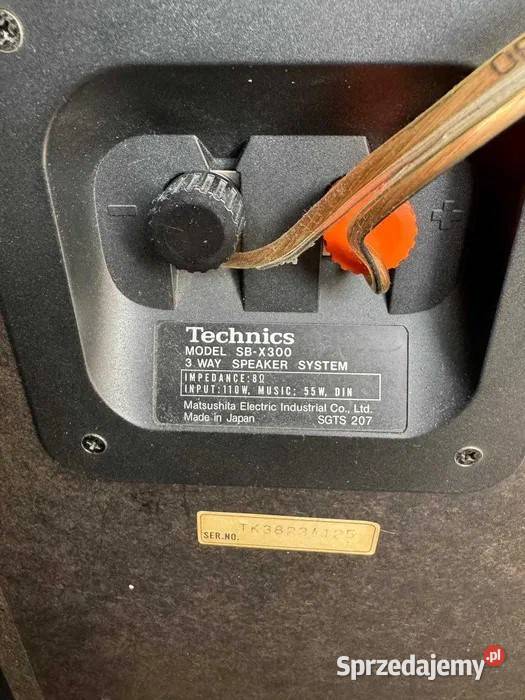 Technics
MODEL SB-X300
3 WAY SPEAKER SYSTEM
IMPEDANCE:8Ω
INPUT:110W, MUSIC; 55W, DIN
Matsushita Electric Industrial Co., Ltd.
Made in Japan SGTS 207
SER.NO. TK3623A125
Sprzedajemy.pl